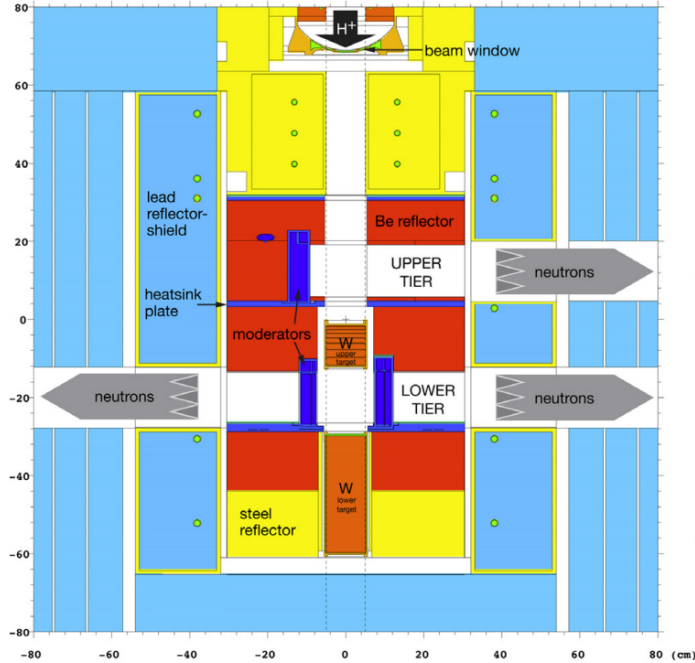 80
H+
beam window
60
40
lead
reflector-
shield
Be reflector
20
UPPER
TIER
neutrons
heatsink
plate
0
moderators
W
upper
target
-20
neutrons
LOWER
TIER
neutrons
-40
W
lower
target
steel
reflector
-60
-80
-80 -60 -40 -20 0 20 40 60 80 (cm)